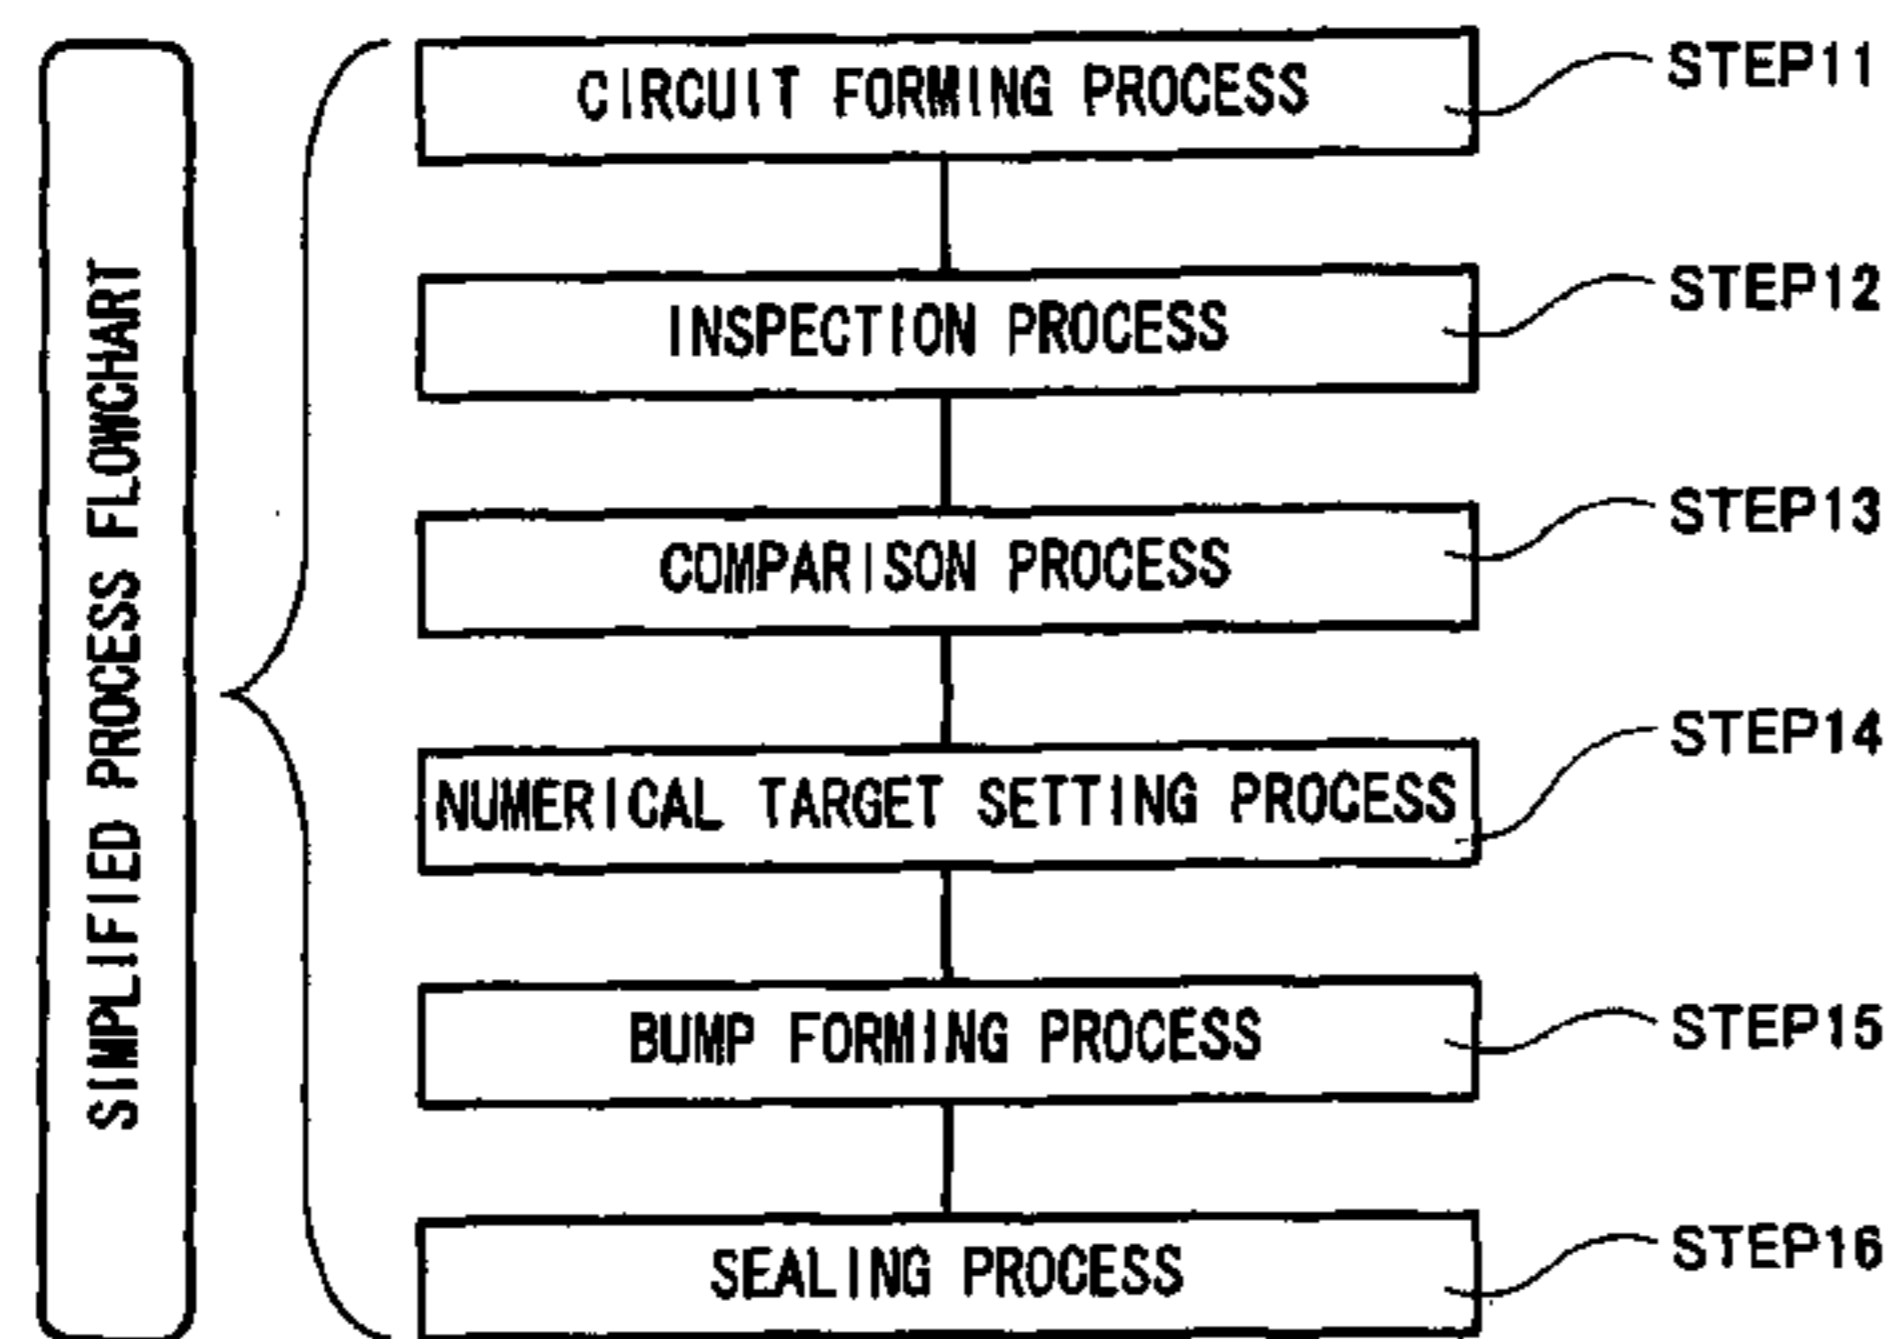 SIMPLIFIED PROCESS FLOWCHART
CIRCUIT FORMING PROCESS
STEP11
INSPECTION PROCESS
STEP12
COMPARISON PROCESS
STEP13
NUMERICAL TARGET SETTING PROCESS
STEP14
BUMP FORMING PROCESS
STEP15
SEALING PROCESS
STEP16